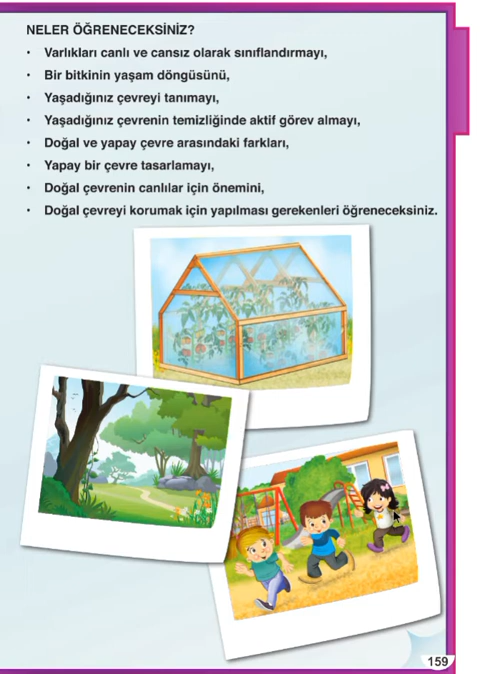 NELER ÖĞRENECEKSİNİZ?
• Varlıkları canlı ve cansız olarak sınıflandırmayı,
• Bir bitkinin yaşam döngüsünü,
• Yaşadığınız çevreyi tanımayı,
• Yaşadığınız çevrenin temizliğinde aktif görev almayı,
• Doğal ve yapay çevre arasındaki farkları,
• Yapay bir çevre tasarlamayı,
• Doğal çevrenin canlılar için önemini,
• Doğal çevreyi korumak için yapılması gerekenleri öğreneceksiniz.
159